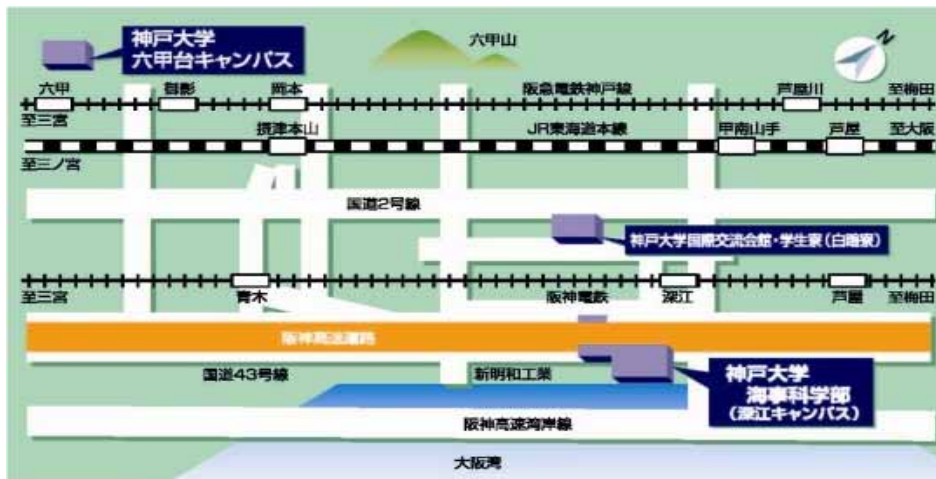 神戸大学
六甲台キャンパス
六甲山
N
六甲
御影
岡本
阪急電鉄神戸線
芦屋川
至梅田
至三宮
摂津本山
JR東海道本線
甲南山手
芦屋
至大阪
至三ノ宮
国道2号線
神戸大学国際交流会館・学生寮(白鴎寮)
至三宮
青木
阪神電鉄
深江
芦屋
至梅田
阪神高速道路
国道43号線
新明和工業
神戸大学
海事科学部
(深江キャンパス)
阪神高速湾岸線
大阪湾